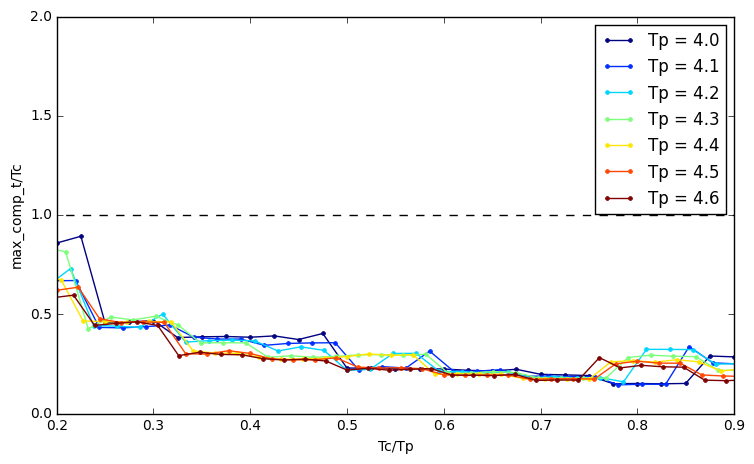 2.0
1.5
1.0
0.5
0.0
max_comp_t/Tc
0.2 0.3 0.4 0.5 0.6 0.7 0.8 0.9
Tc/Tp
Tp = 4.0
Tp = 4.1
Tp = 4.2
Tp = 4.3
Tp = 4.4
Tp = 4.5
Tp = 4.6